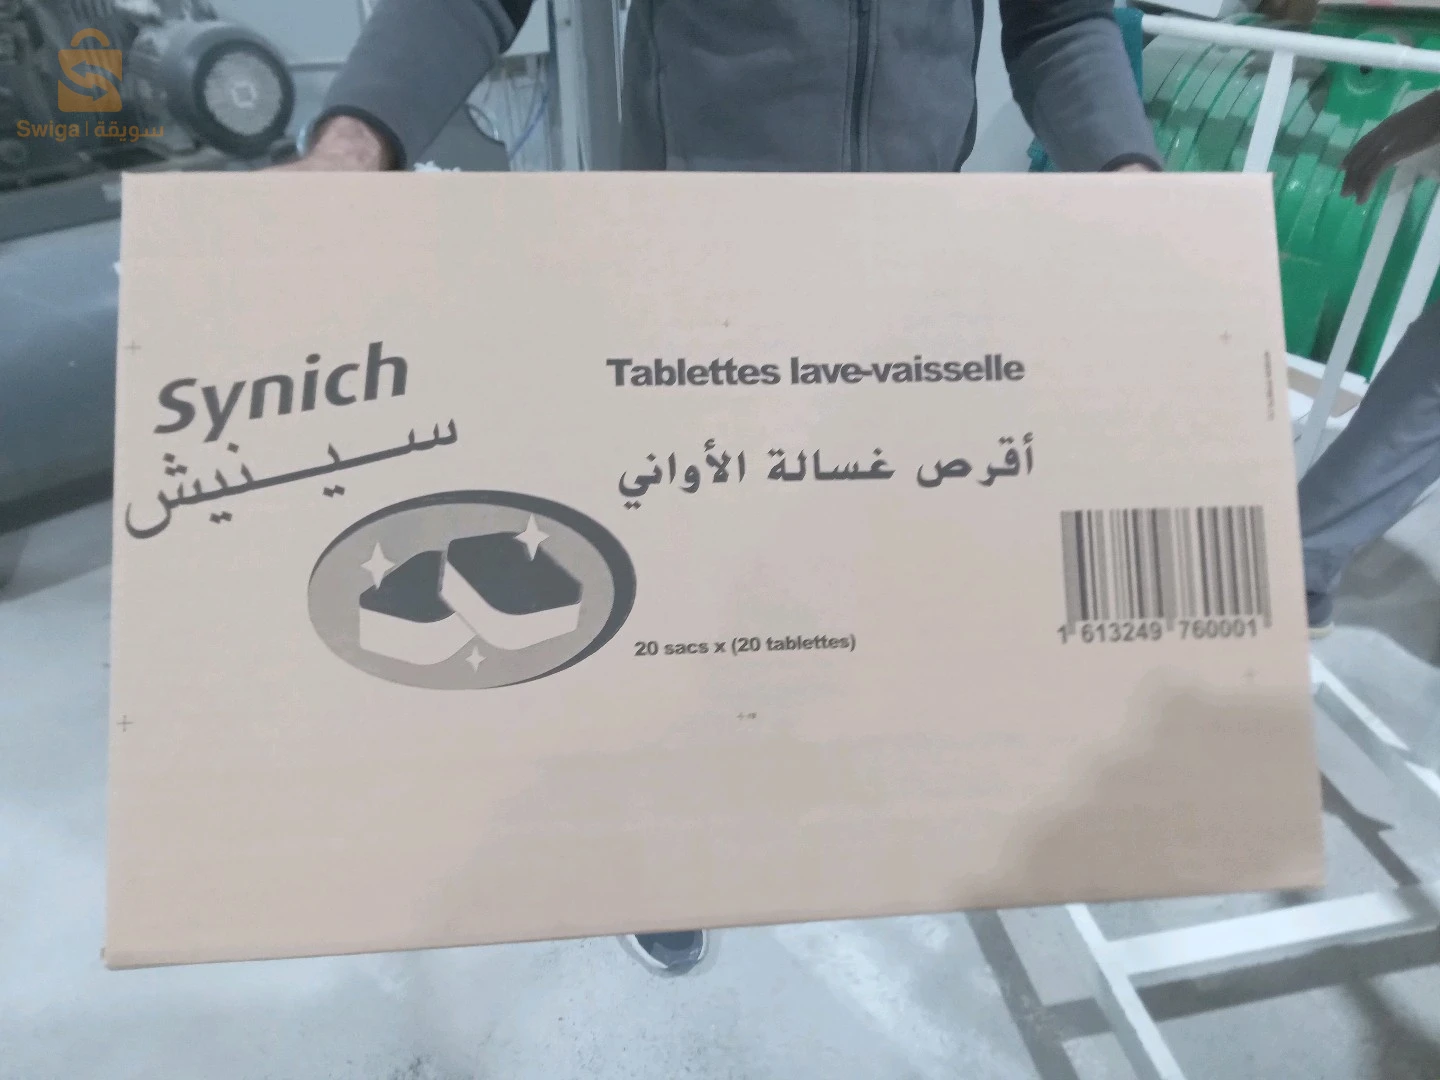 Swiga | سويقة
Synich
سينيش
Tablettes lave-vaisselle
أقرص غسالة الأواني
20 sacs x (20 tablettes)
1 613249 760001